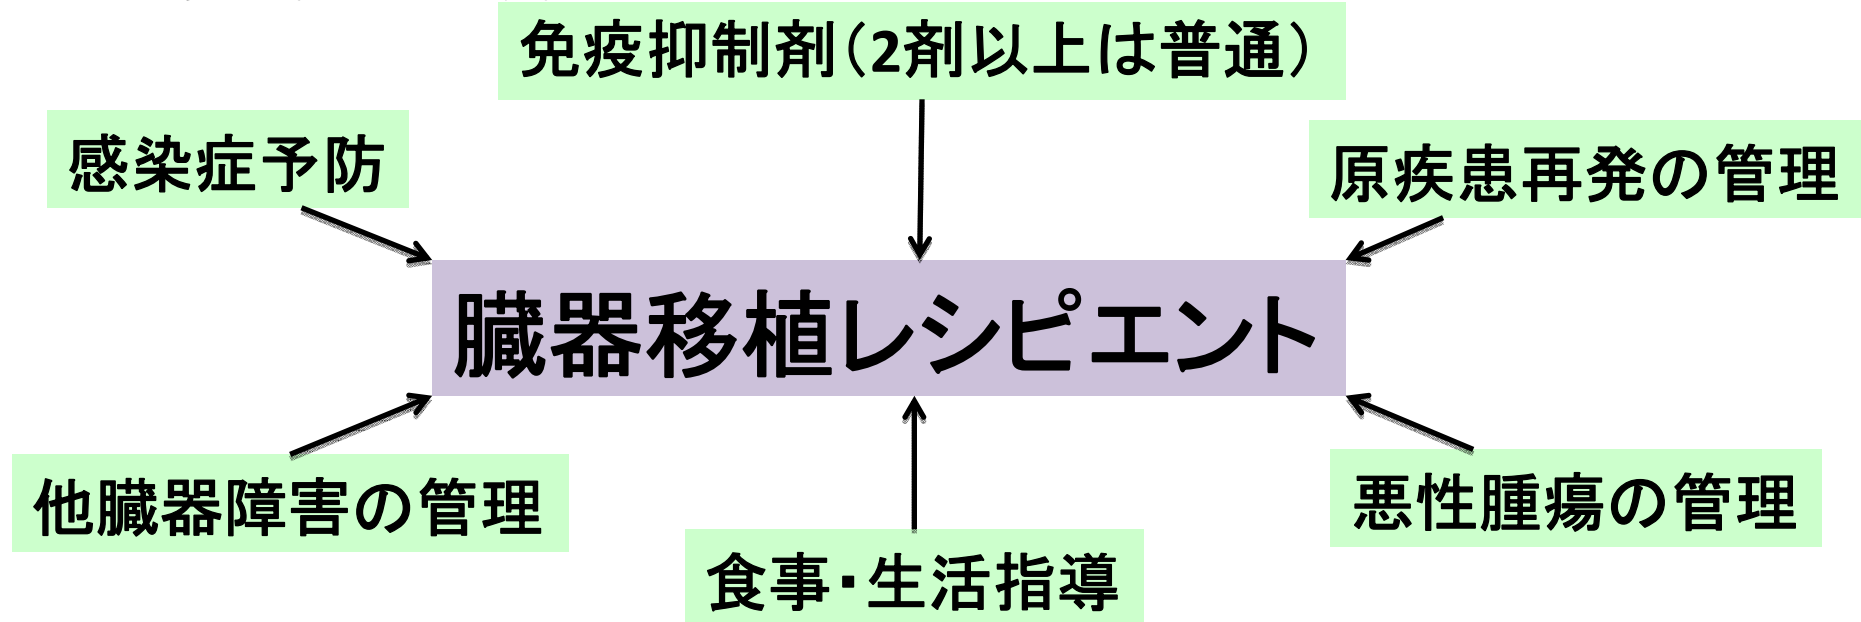 免疫抑制剤（2剤以上は普通）
感染症予防
原疾患再発の管理
臓器移植レシピエント
他臓器障害の管理
悪性腫瘍の管理
食事・生活指導